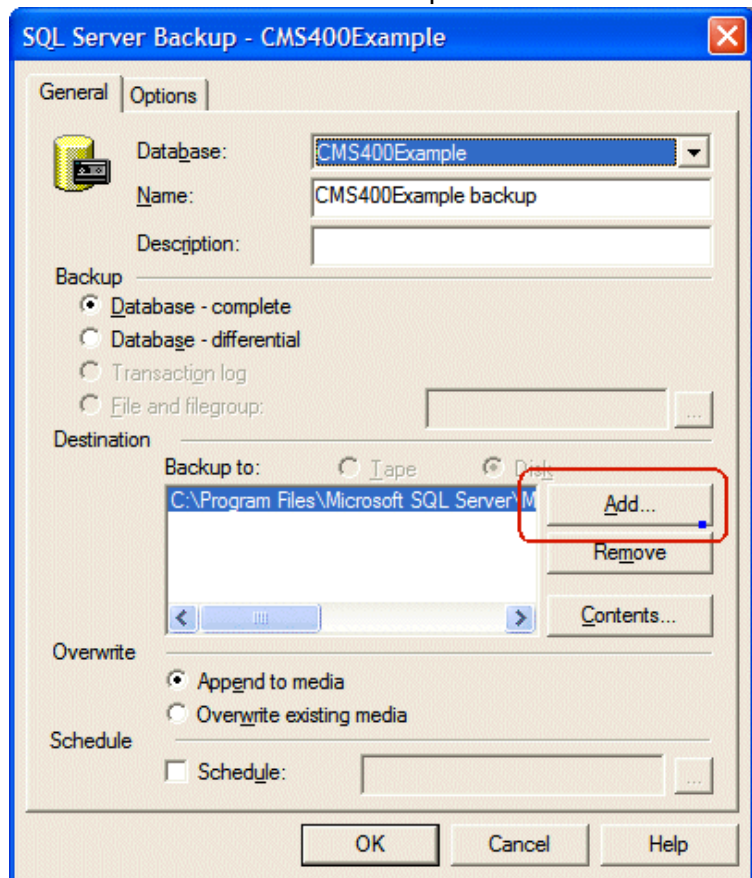 SQL Server Backup - CMS400Example
General Options
Database: CMS400Example
Name: CMS400Example backup
Description:
Backup
Database - complete
Database - differential
Transaction log
File and filegroup: ...
Destination
Backup to: Tape Disk
C:\Program Files\Microsoft SQL Server\M
Add...
Remove
Contents...
Overwrite
Append to media
Overwrite existing media
Schedule
Schedule: ...
OK Cancel Help